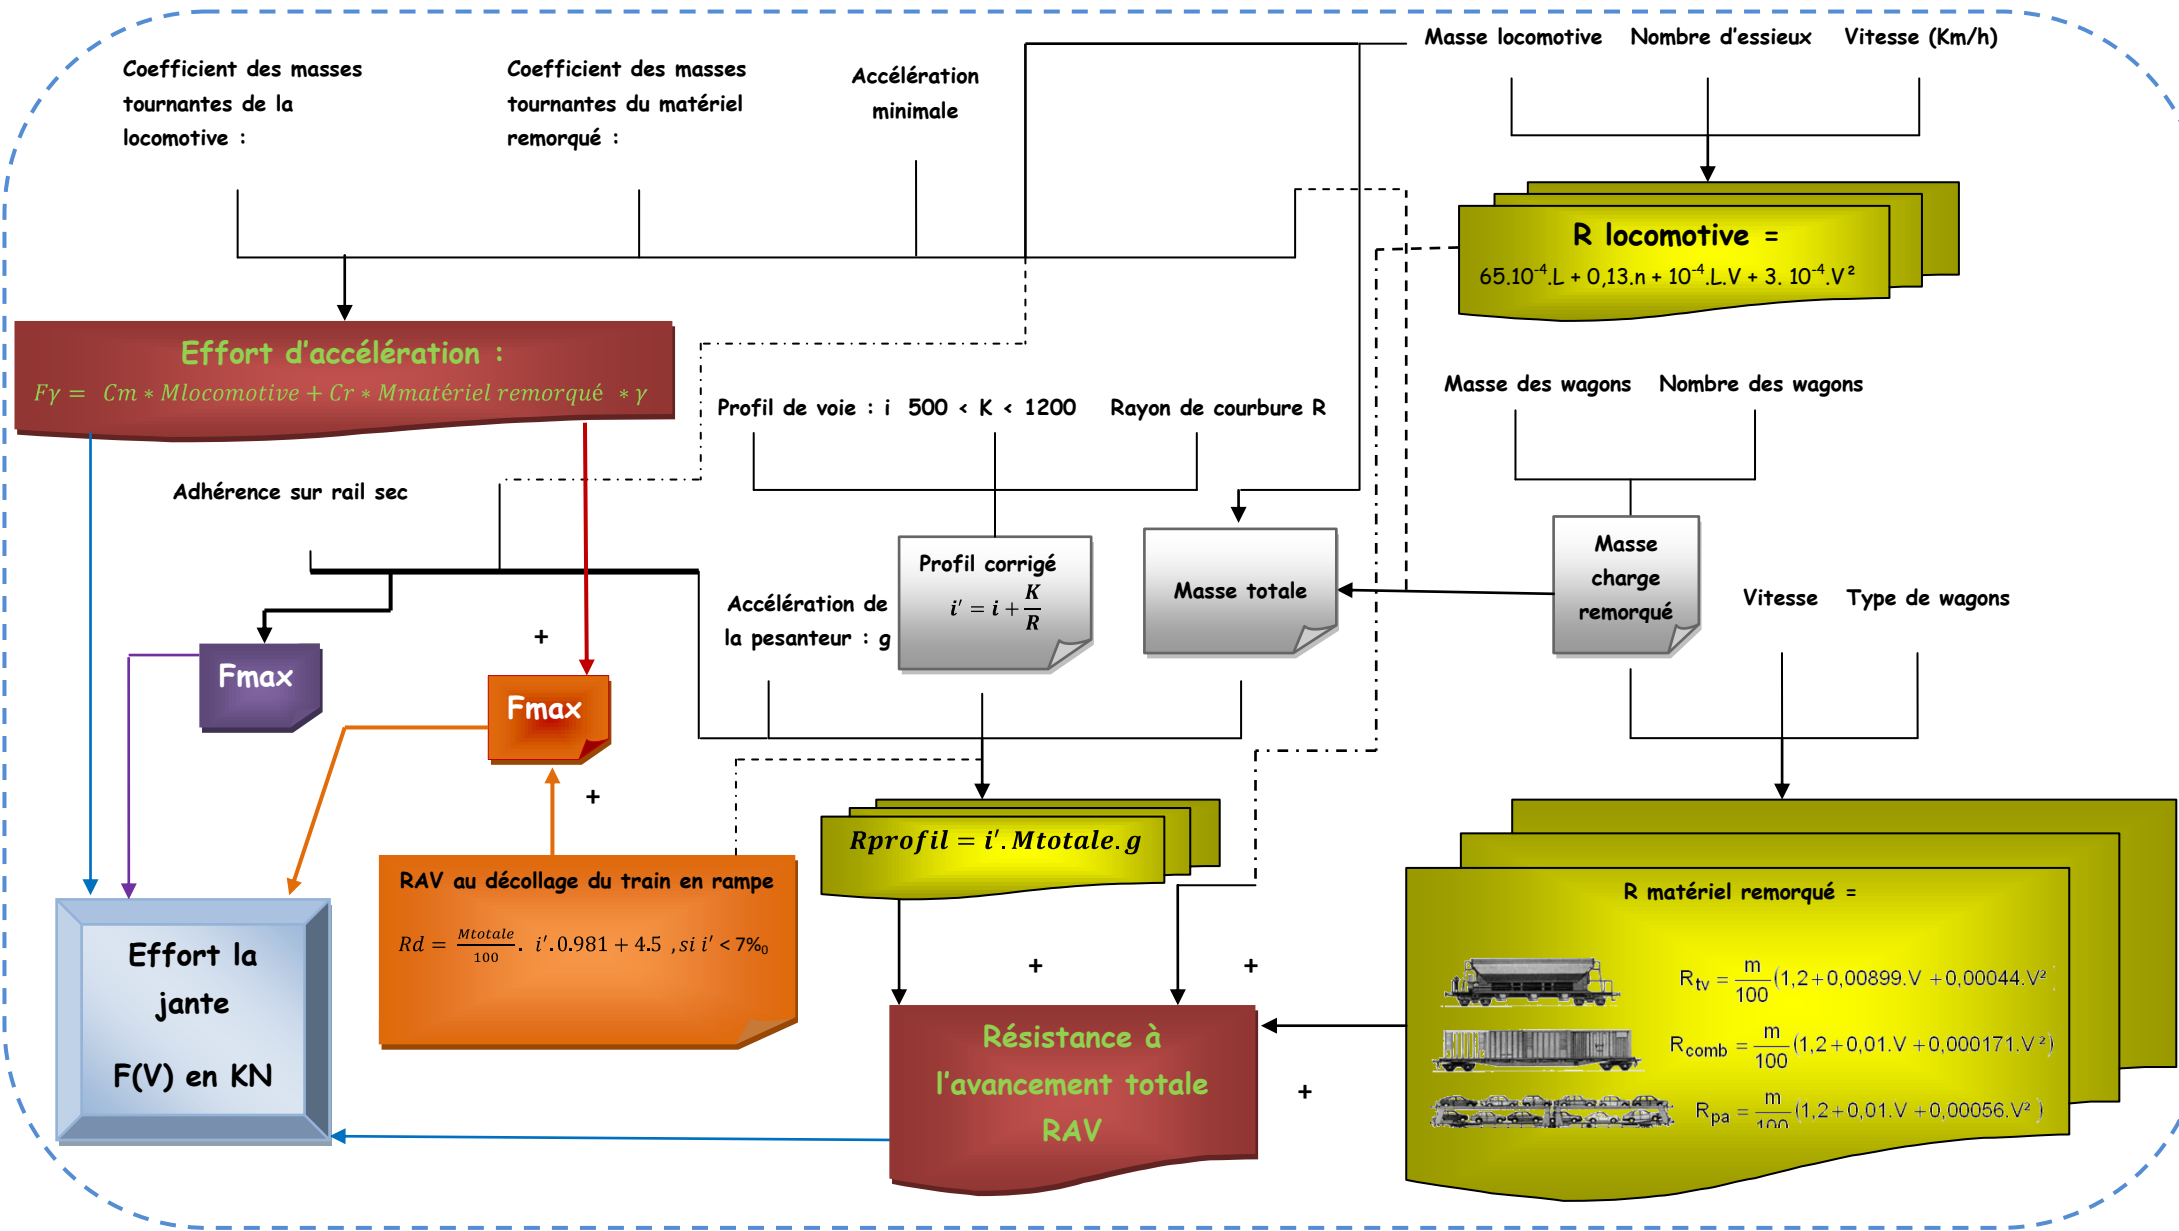 Masse locomotive
Nombre d'essieux
Vitesse (Km/h)
Coefficient des masses
tournantes de la
locomotive :
Coefficient des masses
tournantes du matériel
remorqué :
Accélération
minimale
R locomotive =
65.10⁻⁴.L + 0,13.n + 10⁻⁴.L.V + 3. 10⁻⁴.V²
Effort d'accélération :
Fγ = Cm * Mlocomotive + Cr * Mmatériel remorqué * γ
Masse des wagons
Nombre des wagons
Profil de voie : i
500 < K < 1200
Rayon de courbure R
Adhérence sur rail sec
Profil corrigé
i' = i + K/R
Masse totale
Masse
charge
remorqué
Accélération de
la pesanteur : g
Vitesse
Type de wagons
+
Fmax
Fmax
+
Rprofil = i'. Mtotale. g
RAV au décollage du train en rampe
Rd = Mtotale/100 . i'. 0.981 + 4.5 , si i' < 7‰
R matériel remorqué =
R_tv = m/100 (1,2+0,00899.V +0,00044.V²
R_comb = m/100 (1,2+0,01.V +0,000171.V²)
R_pa = m/100 (1,2+0,01.V +0,00056.V²)
Effort la
jante
F(V) en KN
+
+
Résistance à
l'avancement totale
RAV
+